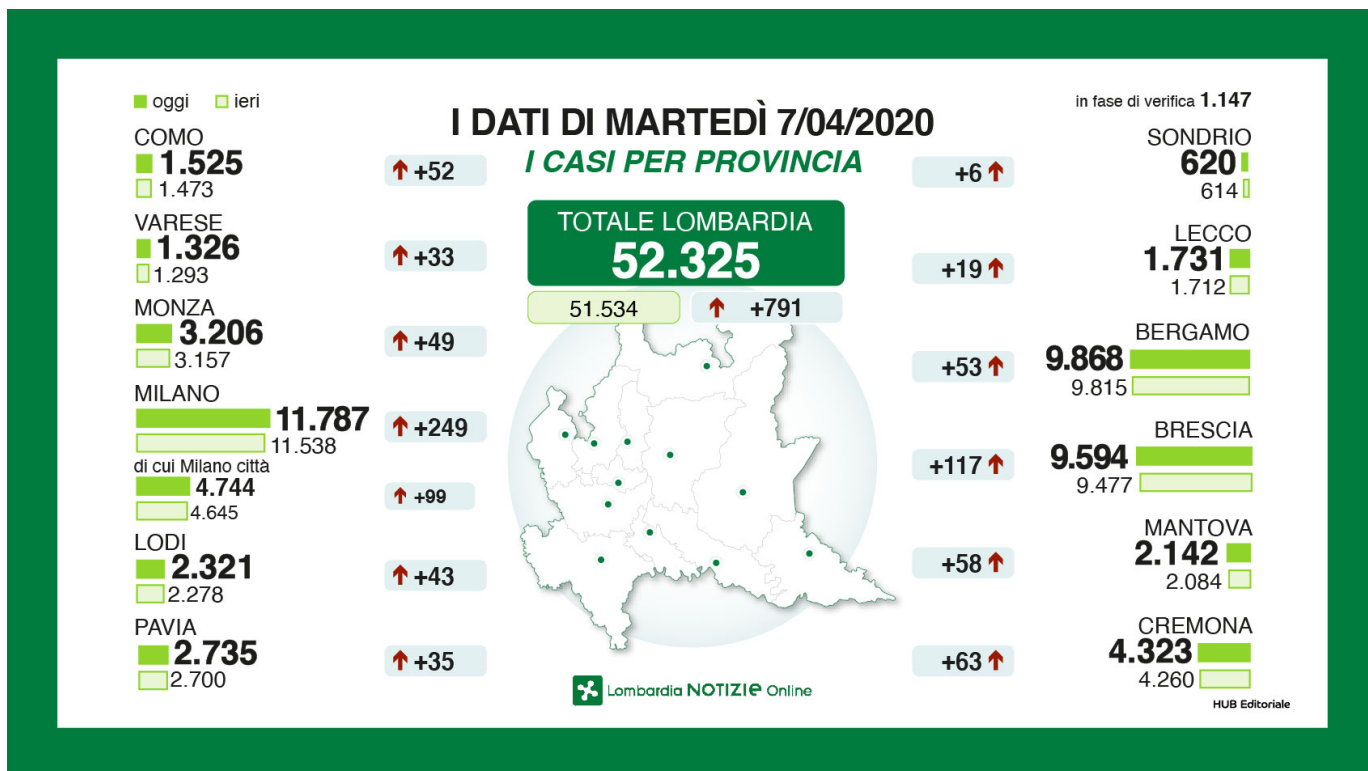 oggi ieri
I DATI DI MARTEDÌ 7/04/2020
I CASI PER PROVINCIA
TOTALE LOMBARDIA
52.325
51.534 +791
COMO
1.525
1.473
+52
VARESE
1.326
1.293
+33
MONZA
3.206
3.157
+49
MILANO
11.787
11.538
+249
di cui Milano città
4.744
4.645
+99
LODI
2.321
2.278
+43
PAVIA
2.735
2.700
+35
in fase di verifica 1.147
SONDRIO
620
614
+6
LECCO
1.731
1.712
+19
BERGAMO
9.868
9.815
+53
BRESCIA
9.594
9.477
+117
MANTOVA
2.142
2.084
+58
CREMONA
4.323
4.260
+63
Lombardia NOTIZIE Online
HUB Editoriale